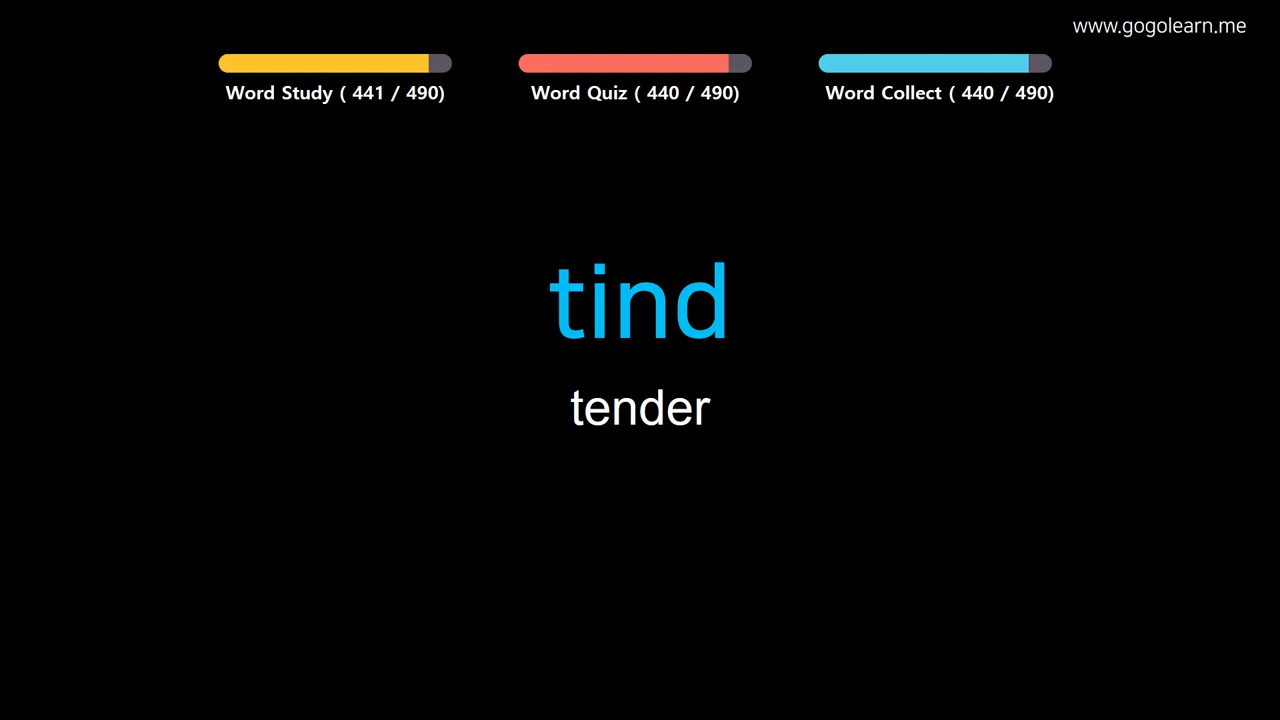 www.gogolearn.me
Word Study ( 441 / 490)
Word Quiz ( 440 / 490)
Word Collect ( 440 / 490)
tind
tender